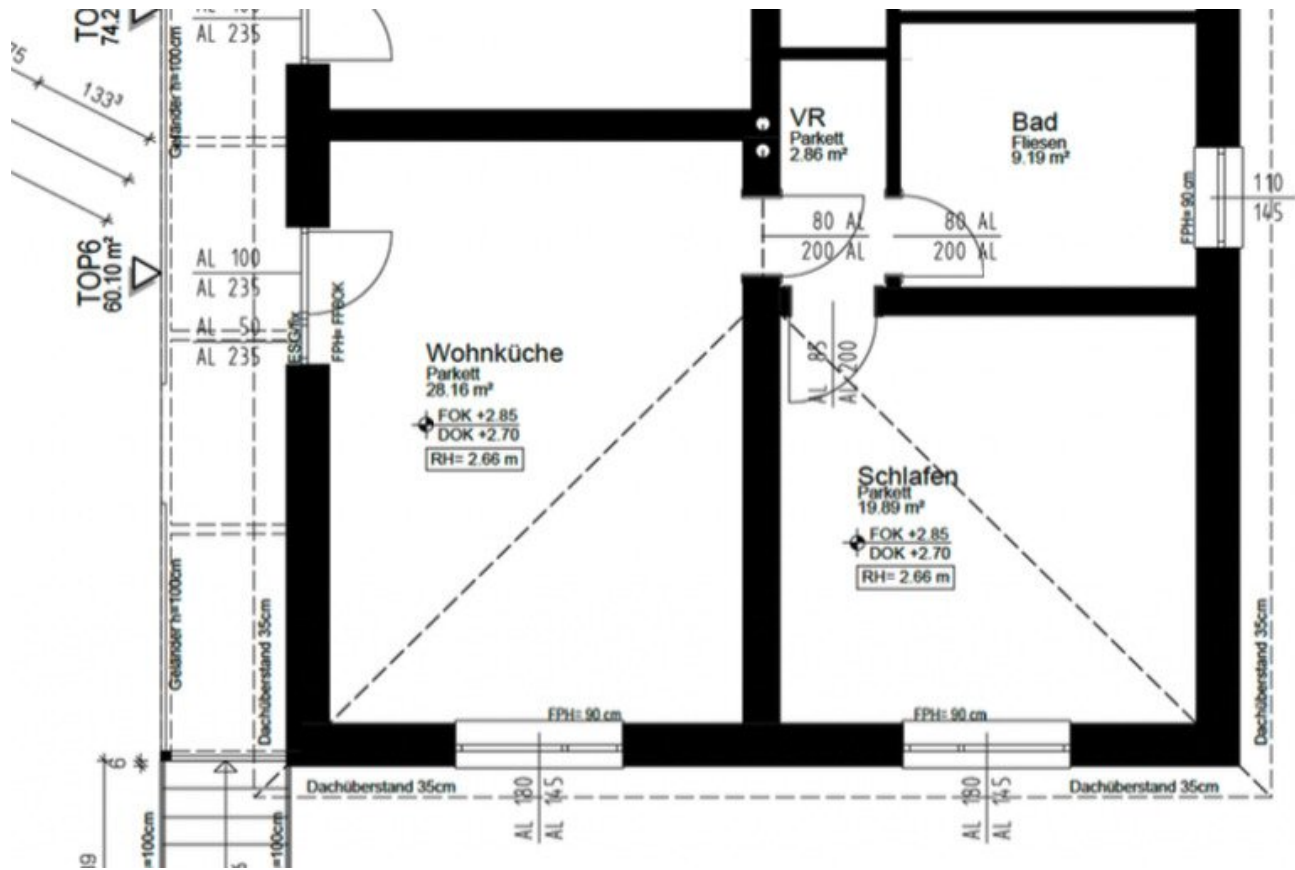 AL 235
TOP6
60.10 m²
133³
Geländer h=100cm
AL 100
AL 235
AL 50
AL 235
ESG/fix
FPH= FFBOK
Wohnküche
Parkett
28.16 m²
FOK +2.85
DOK +2.70
RH= 2.66 m
VR
Parkett
2.86 m²
Bad
Fliesen
9.19 m²
80 AL
200 AL
80 AL
200 AL
FPH= 90 cm
110
145
AL 85
AL 200
Schlafen
Parkett
19.89 m²
FOK +2.85
DOK +2.70
RH= 2.66 m
Geländer h=100cm
Dachüberstand 35cm
Dachüberstand 35cm
FPH= 90 cm
FPH= 90 cm
6
Dachüberstand 35cm
Dachüberstand 35cm
AL 180
AL 145
AL 180
AL 145
=100cm
=100cm